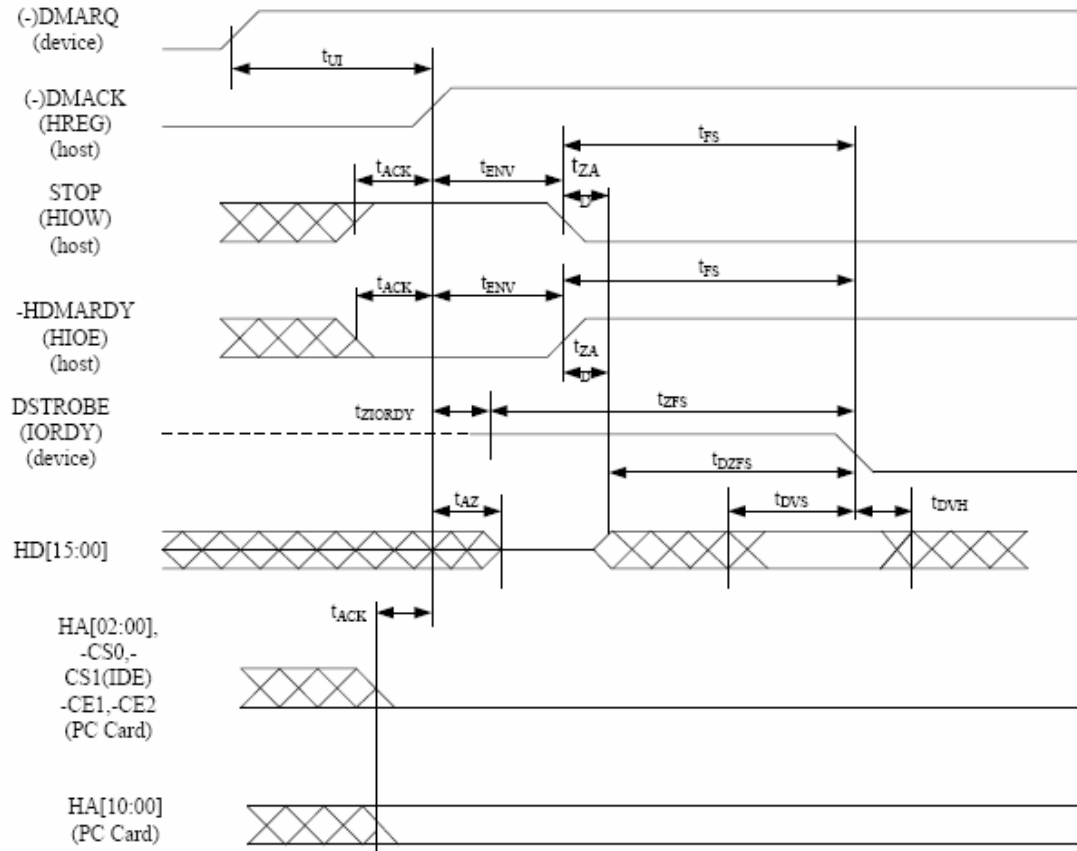 (-)DMARQ
(device)
tUI
(-)DMACK
(HREG)
(host)
tFS
tACK
tENV
tZA
D
STOP
(HIOW)
(host)
tFS
tACK
tENV
-HDMARDY
(HIOE)
(host)
tZA
D
DSTROBE
(IORDY)
(device)
tZIORDY
tZFS
tDZFS
tAZ
tDVS
tDVH
HD[15:00]
tACK
HA[02:00],
-CS0,-
CS1(IDE)
-CE1,-CE2
(PC Card)
HA[10:00]
(PC Card)